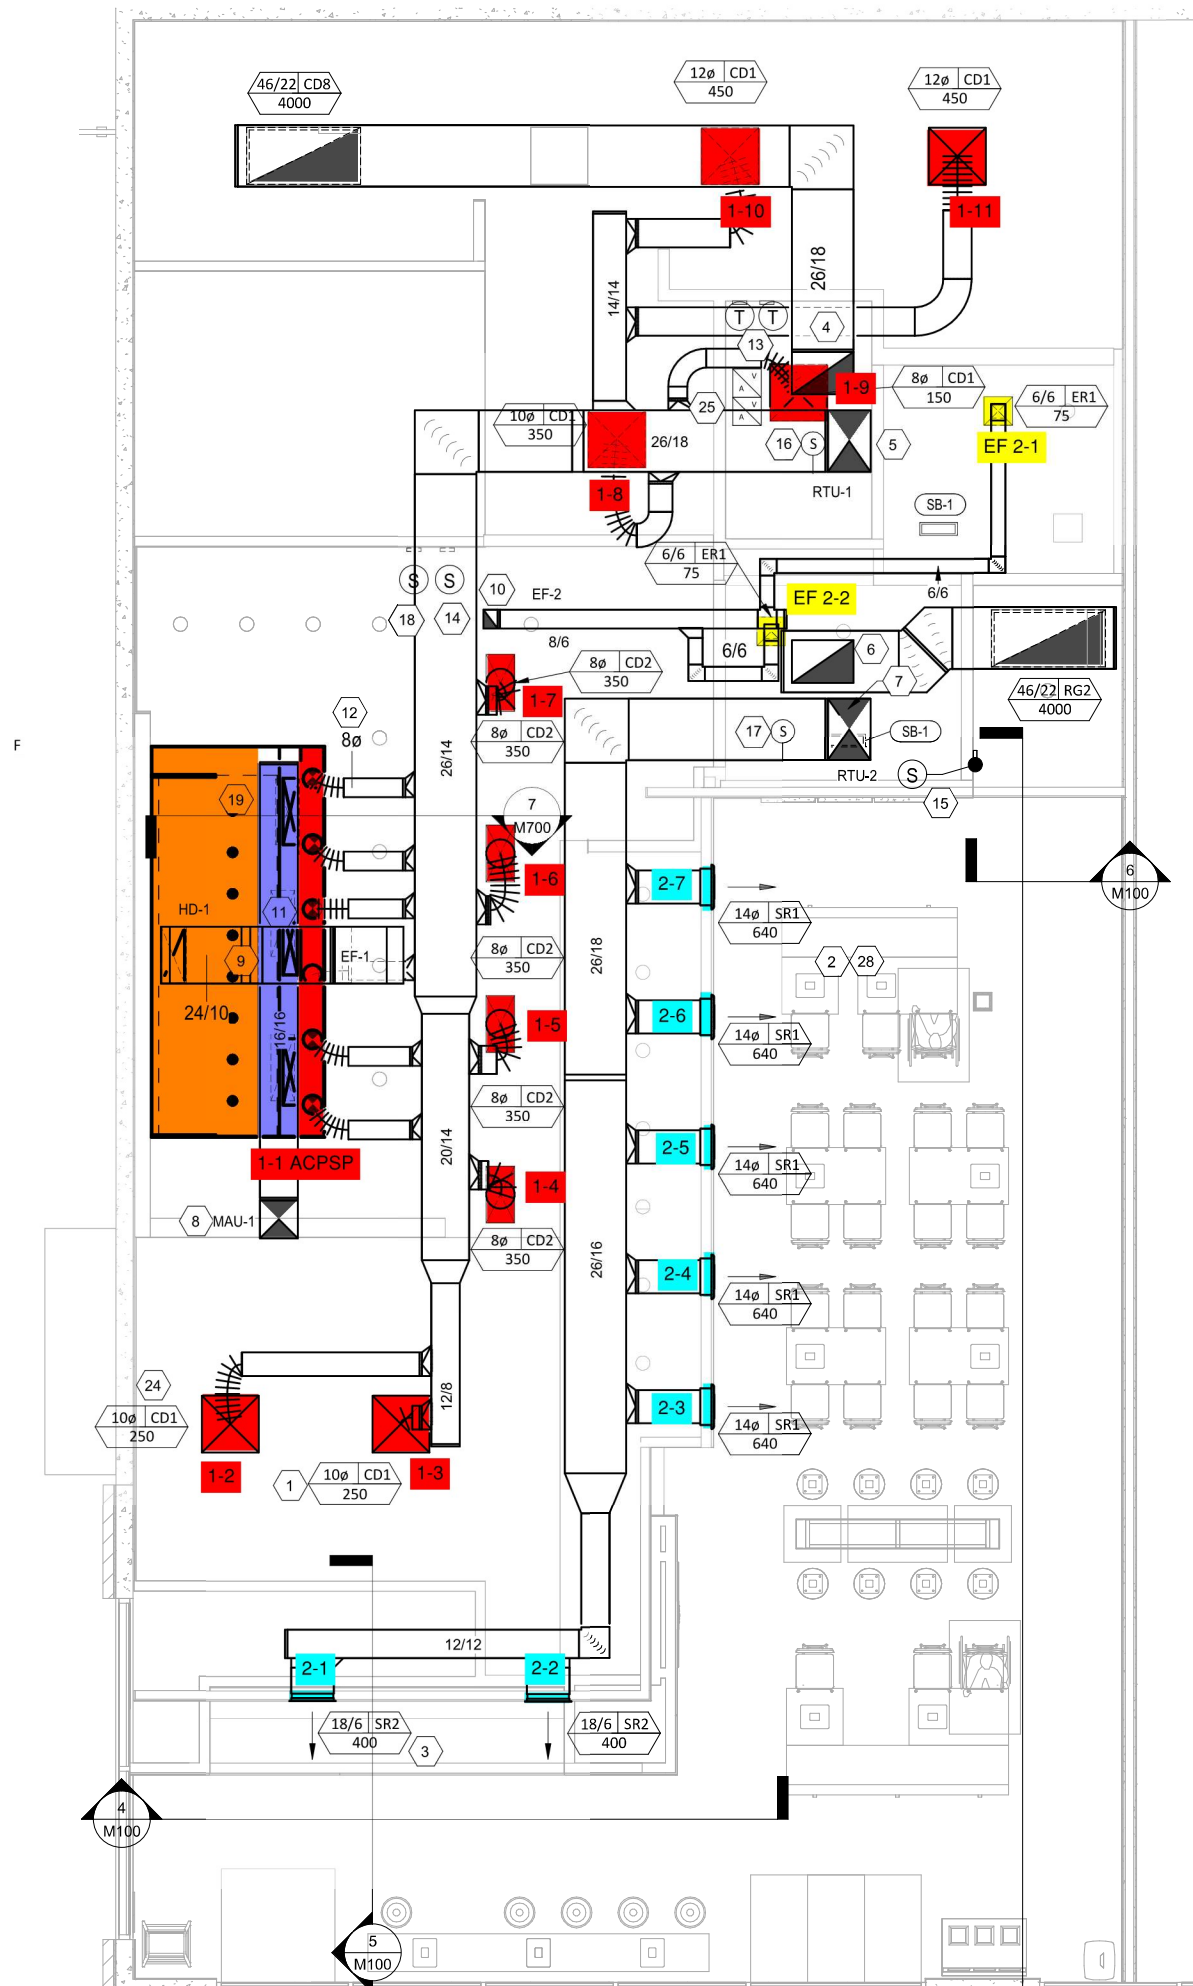 46/22 CD8
4000
12ø CD1
450
12ø CD1
450
1-10
1-11
26/18
14/14
T T
4
13
1-9
8ø CD1
150
6/6 ER1
75
25
V
A
V
A
10ø CD1
350
26/18
16
S
5
EF 2-1
1-8
RTU-1
SB-1
6/6 ER1
75
S S
10
EF-2
EF 2-2
6/6
18
14
8/6
6/6
6
8ø CD2
350
7
1-7
46/22 RG2
4000
12
8ø
26/14
8ø CD2
350
17
S
SB-1
F
RTU-2
S
19
7
M700
15
1-6
2-7
6
M100
HD-1
11
14ø SR1
640
8ø CD2
350
26/18
9
EF-1
2
28
24/10
16/16
1-5
2-6
14ø SR1
640
8ø CD2
350
20/14
2-5
14ø SR1
640
1-1 ACPSP
1-4
8
MAU-1
8ø CD2
350
26/16
2-4
14ø SR1
640
24
12/8
10ø CD1
250
2-3
14ø SR1
640
1-2
1
10ø CD1
250
1-3
12/12
2-1
2-2
18/6 SR2
400
3
18/6 SR2
400
4
M100
5
M100